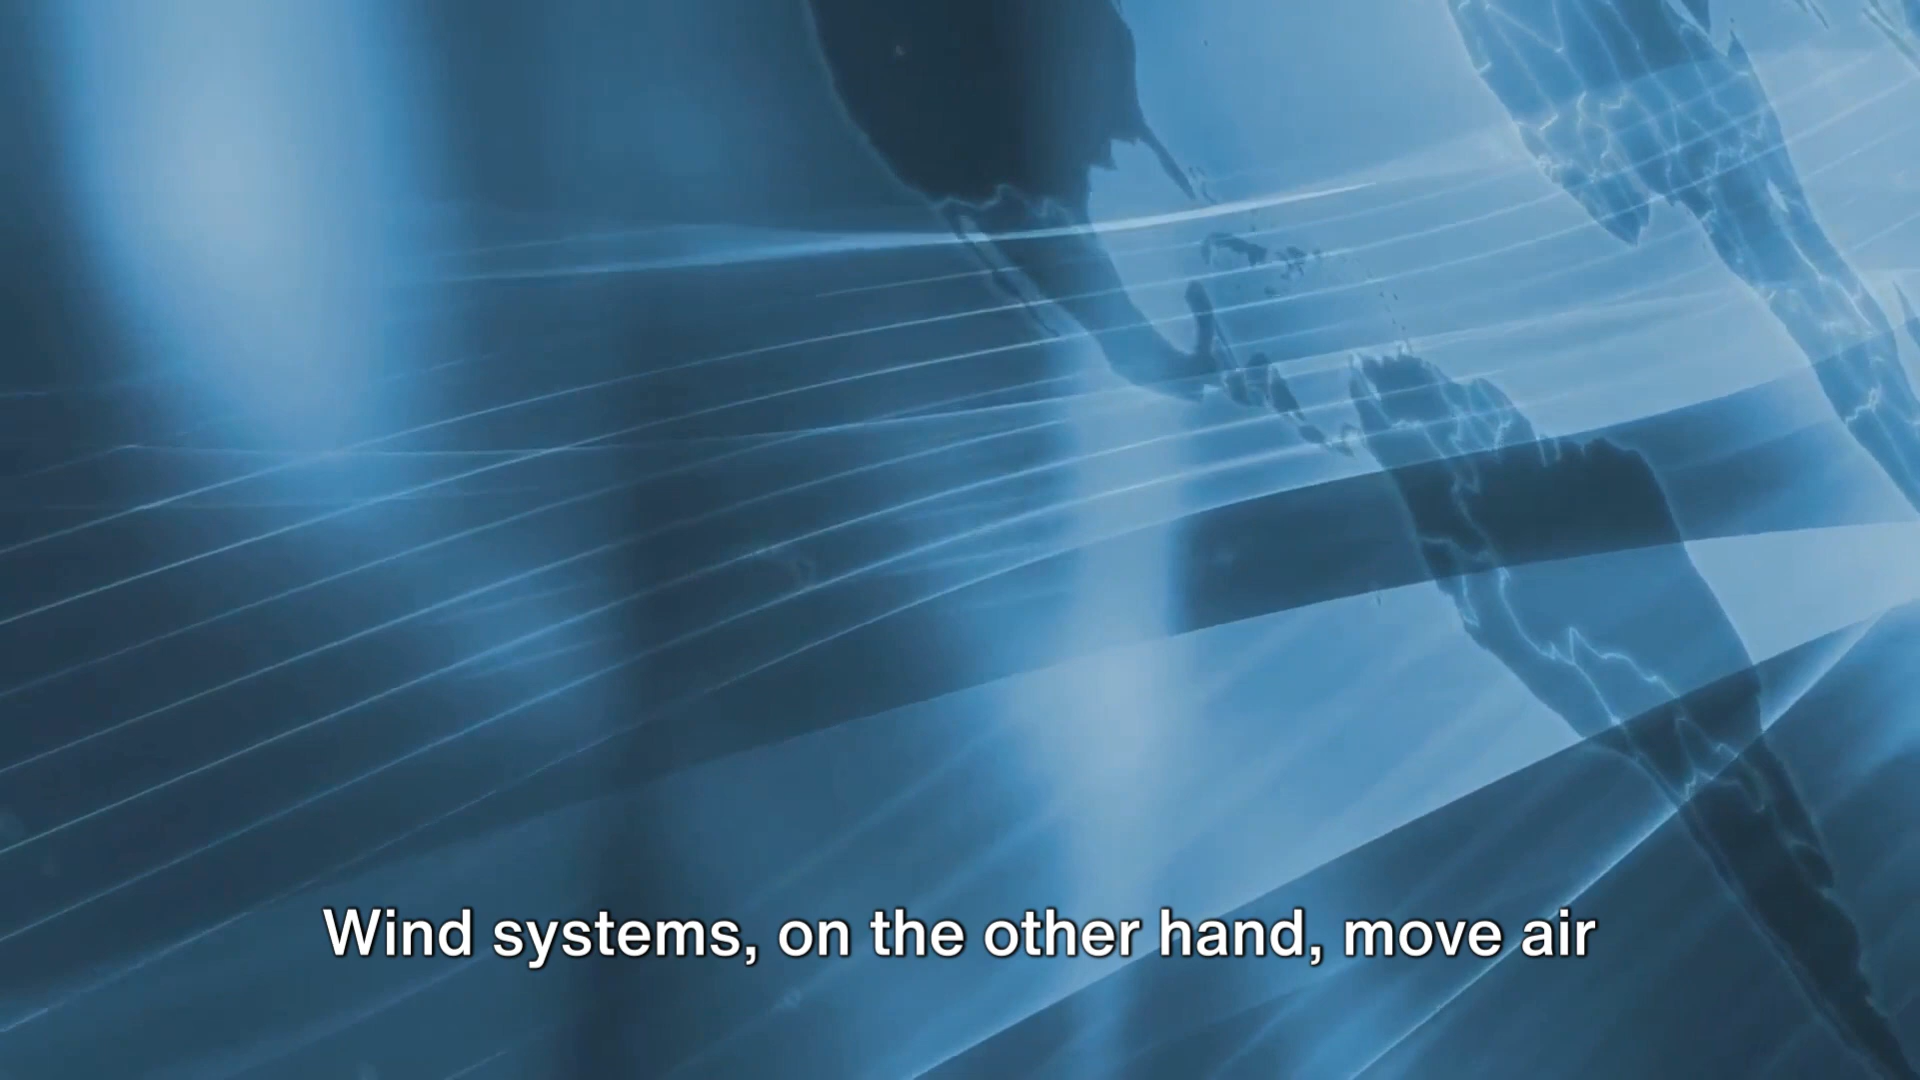 Wind systems, on the other hand, move air